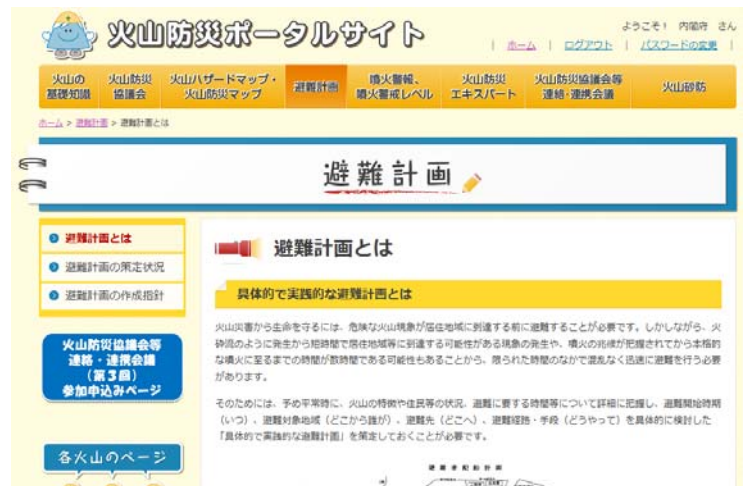 火山防災ポータルサイト
ようこそ！ 内閣府 さん
| ホーム | ログアウト | パスワードの変更 |
火山の基礎知識
火山防災協議会
火山ハザードマップ・火山防災マップ
避難計画
噴火警報、噴火警戒レベル
火山防災エキスパート
火山防災協議会等連絡・連携会議
火山砂防
ホーム > 避難計画 > 避難計画とは
避難計画
避難計画とは
避難計画の策定状況
避難計画の作成指針
避難計画とは
具体的で実践的な避難計画とは
火山災害から生命を守るには、危険な火山現象が居住地域に到達する前に避難することが必要です。しかしながら、火
砕流のように発生から短時間で居住地域等に到達する可能性がある現象の発生や、噴火の兆候が把握されてから本格的
な噴火に至るまでの時間が数時間である可能性もあることから、限られた時間のなかで混乱なく迅速に避難を行う必要
があります。
そのためには、予め平常時に、火山の特徴や住民等の状況、避難に要する時間等について詳細に把握し、避難開始時期
（いつ）、避難対象地域（どこから誰が）、避難先（どこへ）、避難経路・手段（どうやって）を具体的に検討した
「具体的で実践的な避難計画」を策定しておくことが必要です。
火山防災協議会等
連絡・連携会議
（第3回）
参加申込みページ
各火山のページ